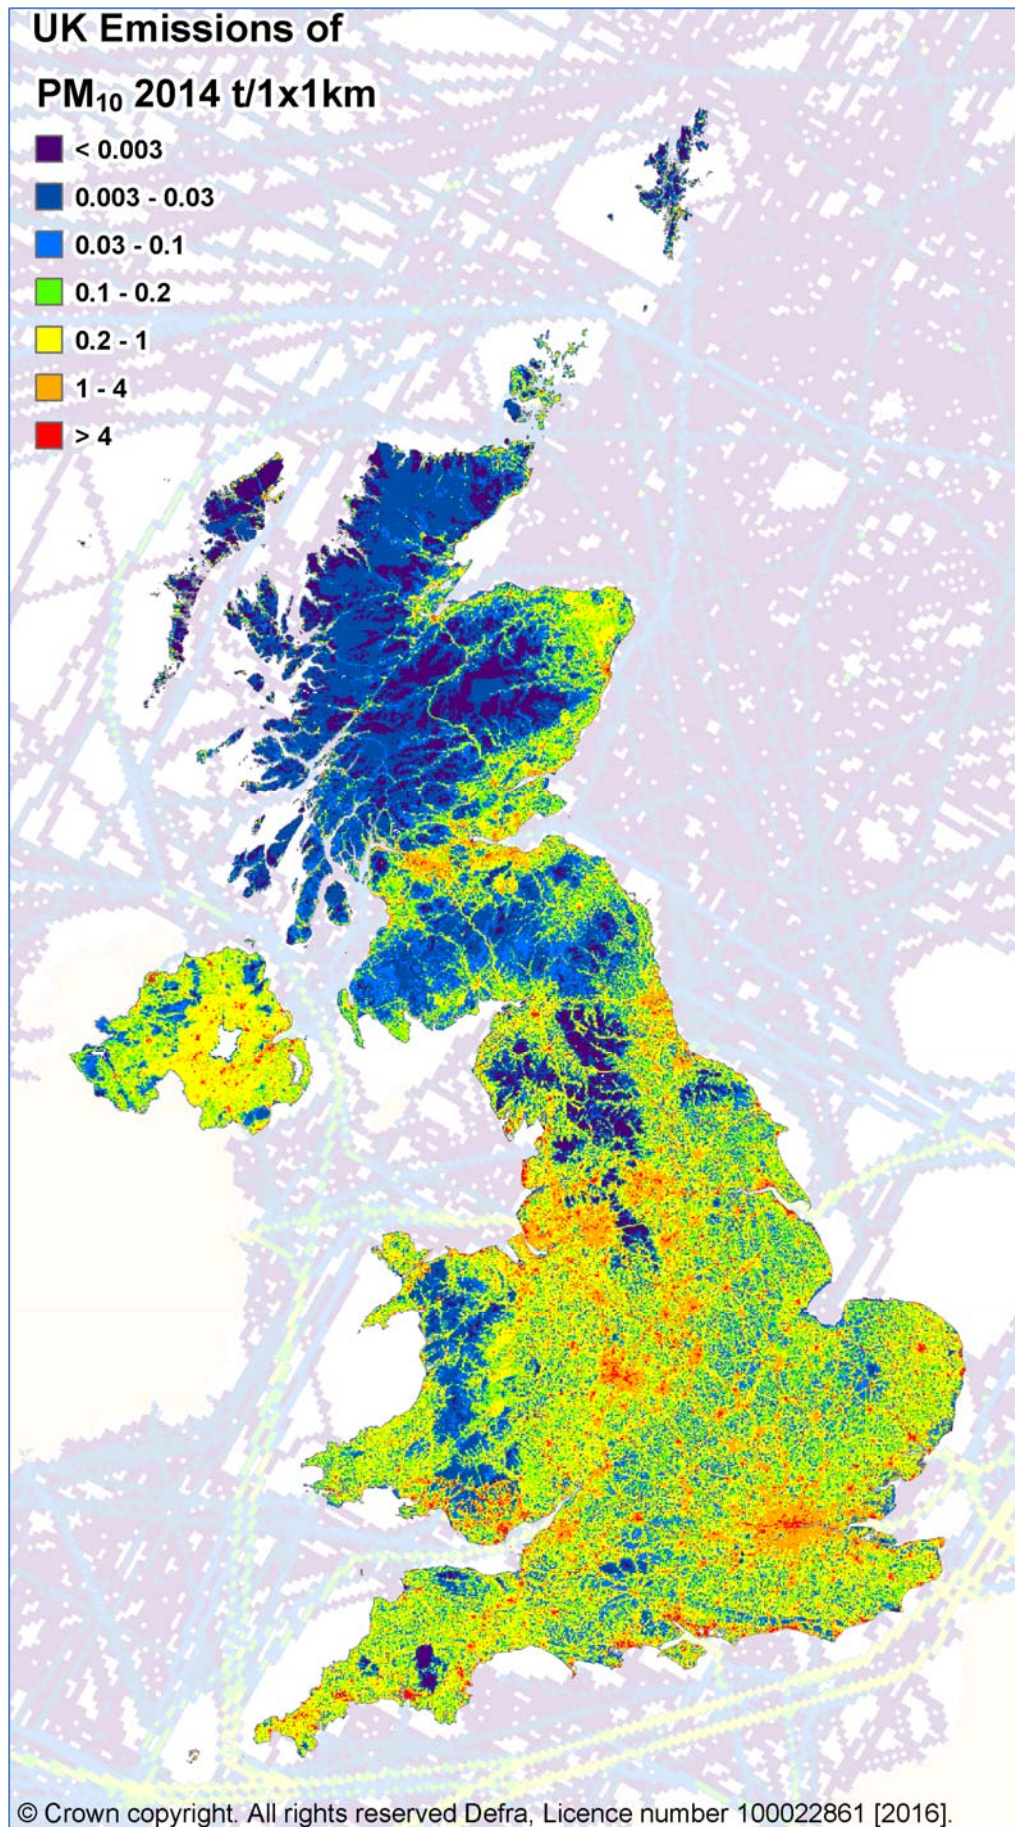 UK Emissions of
PM₁₀ 2014 t/1x1km
< 0.003
0.003 - 0.03
0.03 - 0.1
0.1 - 0.2
0.2 - 1
1 - 4
> 4
© Crown copyright. All rights reserved Defra, Licence number 100022861 [2016].